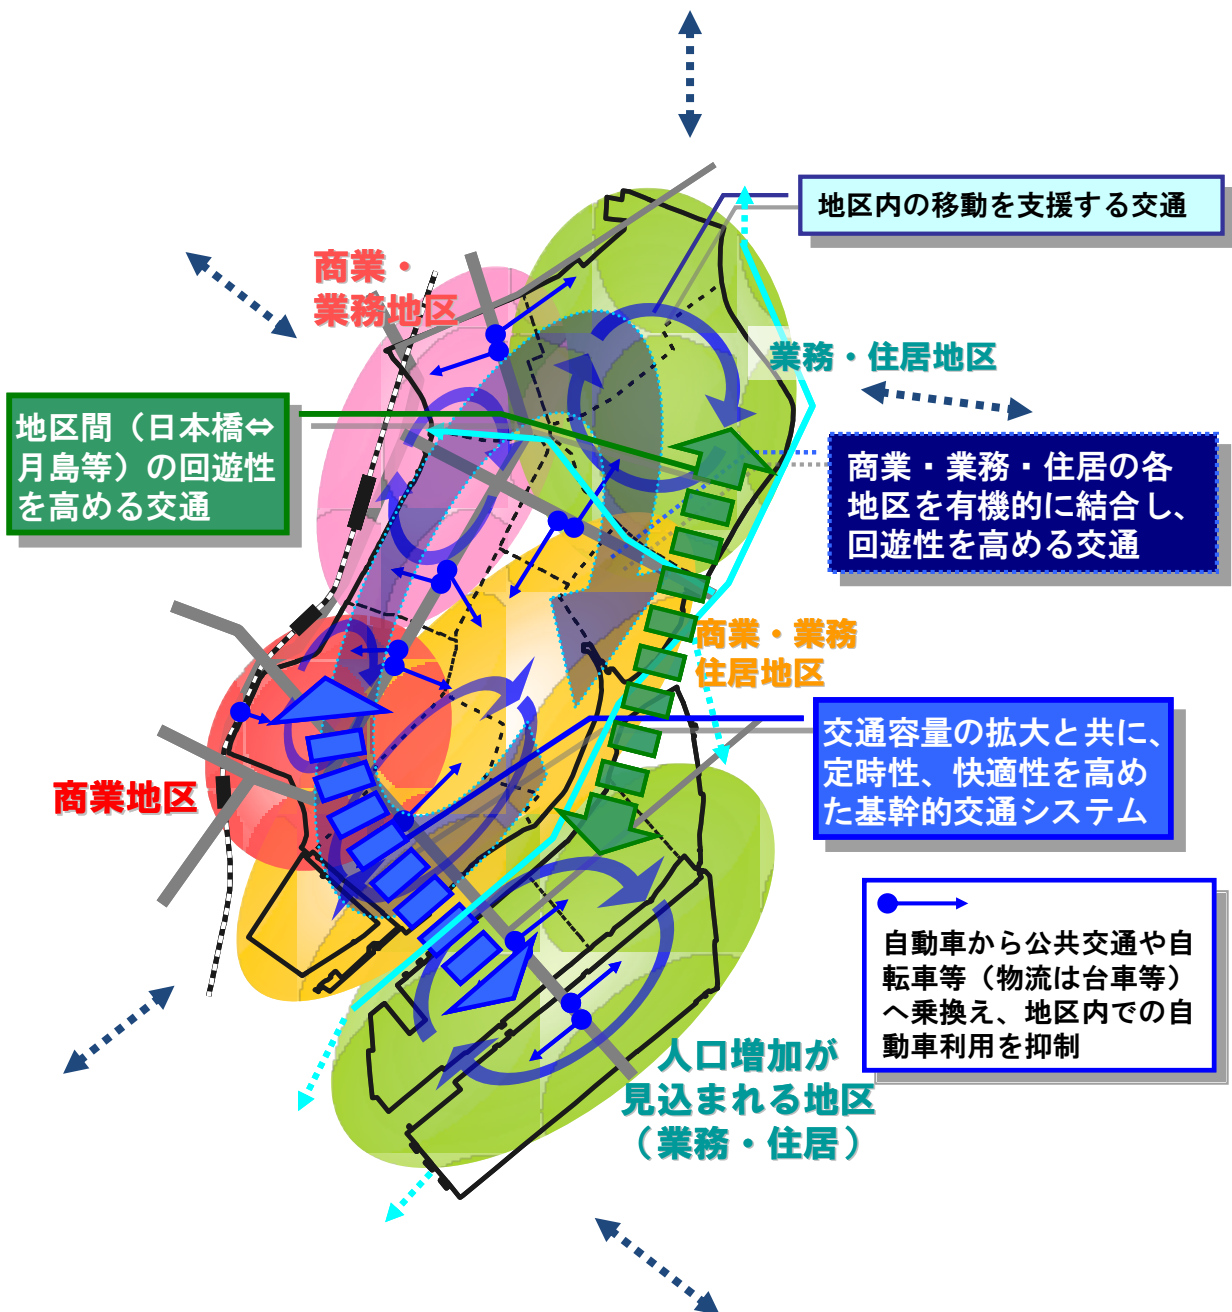 地区内の移動を支援する交通
商業・
業務地区
業務・住居地区
地区間（日本橋⇔
月島等）の回遊性
を高める交通
商業・業務・住居の各
地区を有機的に結合し、
回遊性を高める交通
商業・業務
住居地区
交通容量の拡大と共に、
定時性、快適性を高め
た基幹的交通システム
商業地区
自動車から公共交通や自
転車等（物流は台車等）
へ乗換え、地区内での自
動車利用を抑制
人口増加が
見込まれる地区
（業務・住居）